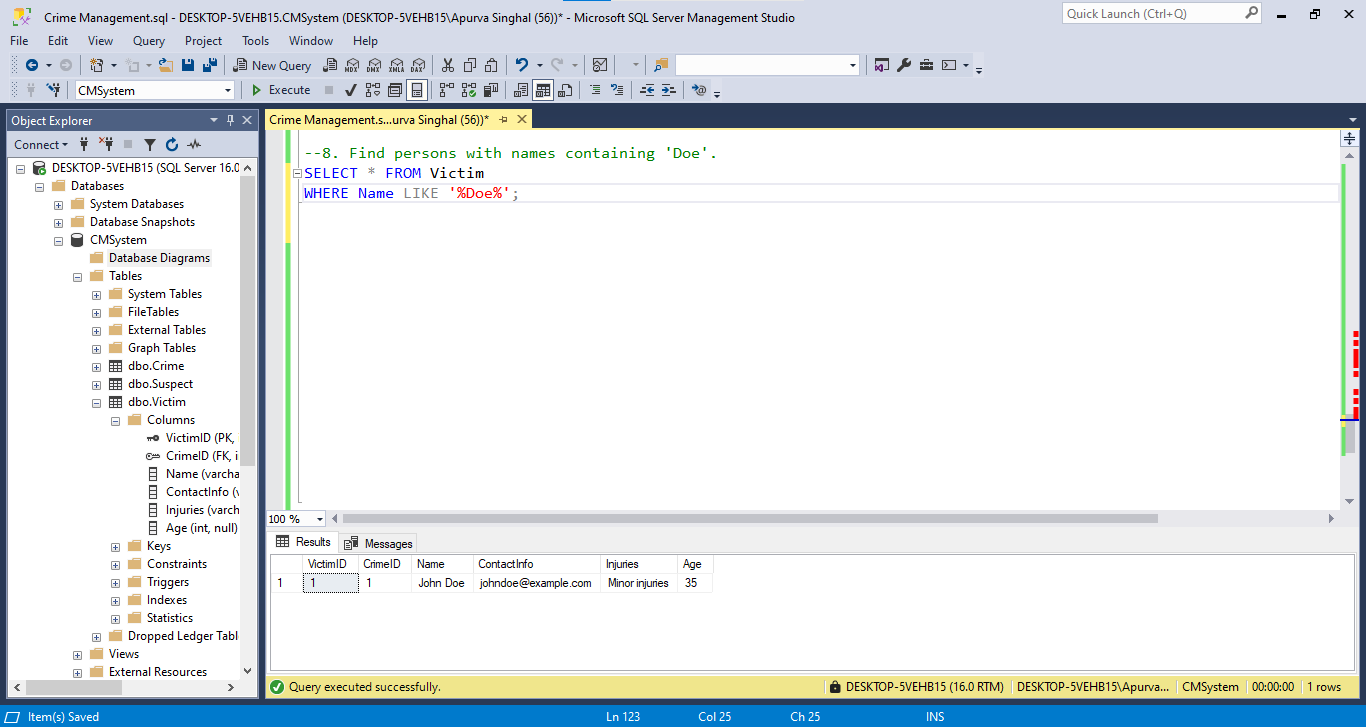 Crime Management.sql - DESKTOP-5VEHB15.CMSystem (DESKTOP-5VEHB15\Apurva Singhal (56))* - Microsoft SQL Server Management Studio
Quick Launch (Ctrl+Q)
File Edit View Query Project Tools Window Help
New Query MDX DMX XMLA DAX
CMSystem Execute
Object Explorer
Crime Management.s...urva Singhal (56))*
Connect
DESKTOP-5VEHB15 (SQL Server 16.0
Databases
System Databases
Database Snapshots
CMSystem
Database Diagrams
Tables
System Tables
FileTables
External Tables
Graph Tables
dbo.Crime
dbo.Suspect
dbo.Victim
Columns
VictimID (PK,
CrimeID (FK, i
Name (varcha
ContactInfo (v
Injuries (varch
Age (int, null)
Keys
Constraints
Triggers
Indexes
Statistics
Dropped Ledger Tabl
Views
External Resources
--8. Find persons with names containing 'Doe'.
SELECT * FROM Victim
WHERE Name LIKE '%Doe%';
100 %
Results Messages
VictimID CrimeID Name ContactInfo Injuries Age
1 1 1 John Doe johndoe@example.com Minor injuries 35
Query executed successfully. DESKTOP-5VEHB15 (16.0 RTM) DESKTOP-5VEHB15\Apurva... CMSystem 00:00:00 1 rows
Item(s) Saved Ln 123 Col 25 Ch 25 INS